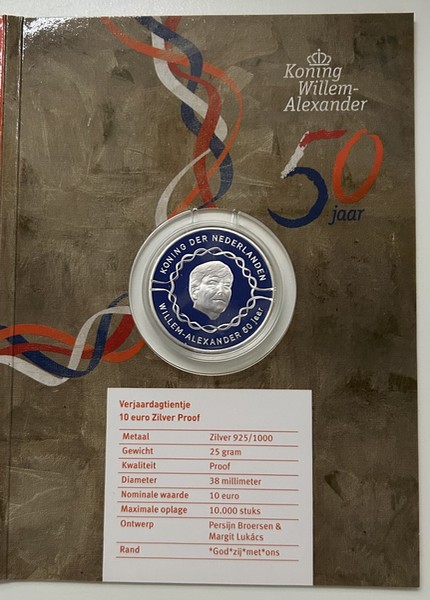 Koning
Willem-
Alexander
50
jaar
KONING DER NEDERLANDEN
WILLEM-ALEXANDER 50 jaar
Verjaardagtientje
10 euro Zilver Proof
Metaal Zilver 925/1000
Gewicht 25 gram
Kwaliteit Proof
Diameter 38 millimeter
Nominale waarde 10 euro
Maximale oplage 10.000 stuks
Ontwerp Persijn Broersen &
Margit Lukács
Rand *God*zij*met*ons